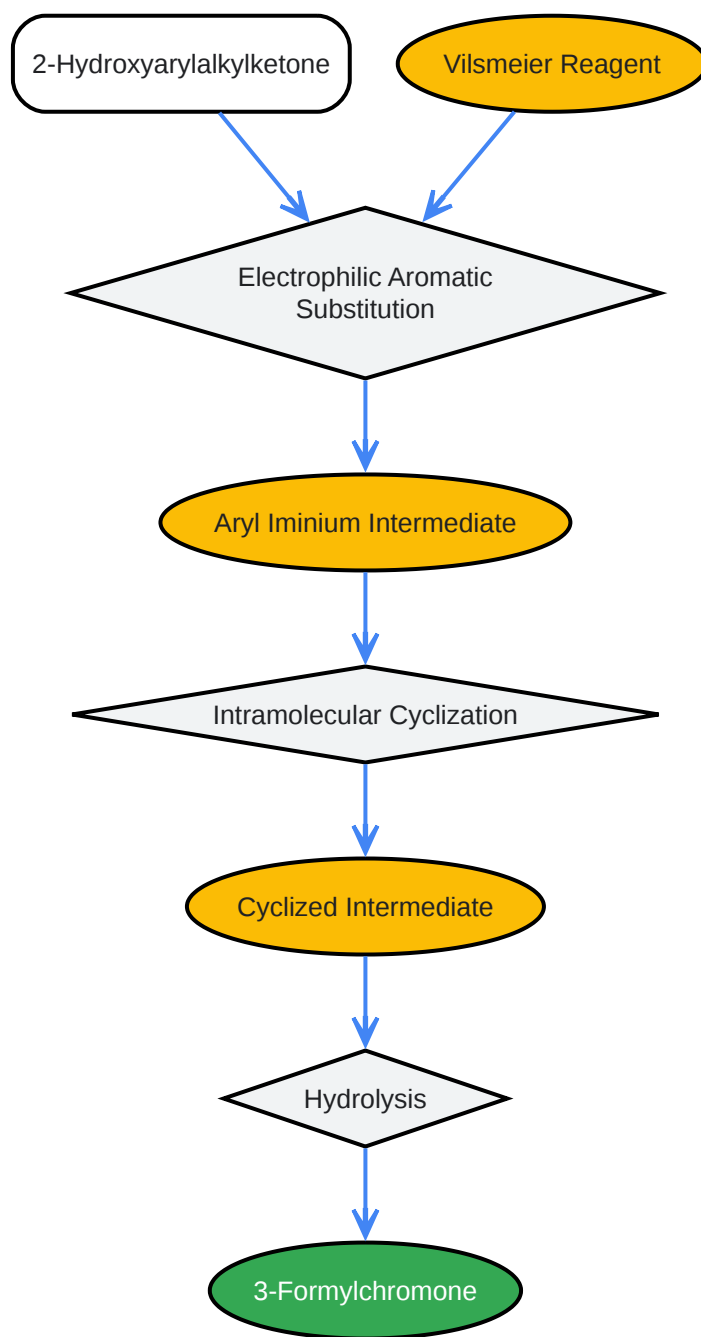 2-Hydroxyarylalkylketone
Vilsmeier Reagent
Electrophilic Aromatic
Substitution
Aryl Iminium Intermediate
Intramolecular Cyclization
Cyclized Intermediate
Hydrolysis
3-Formylchromone